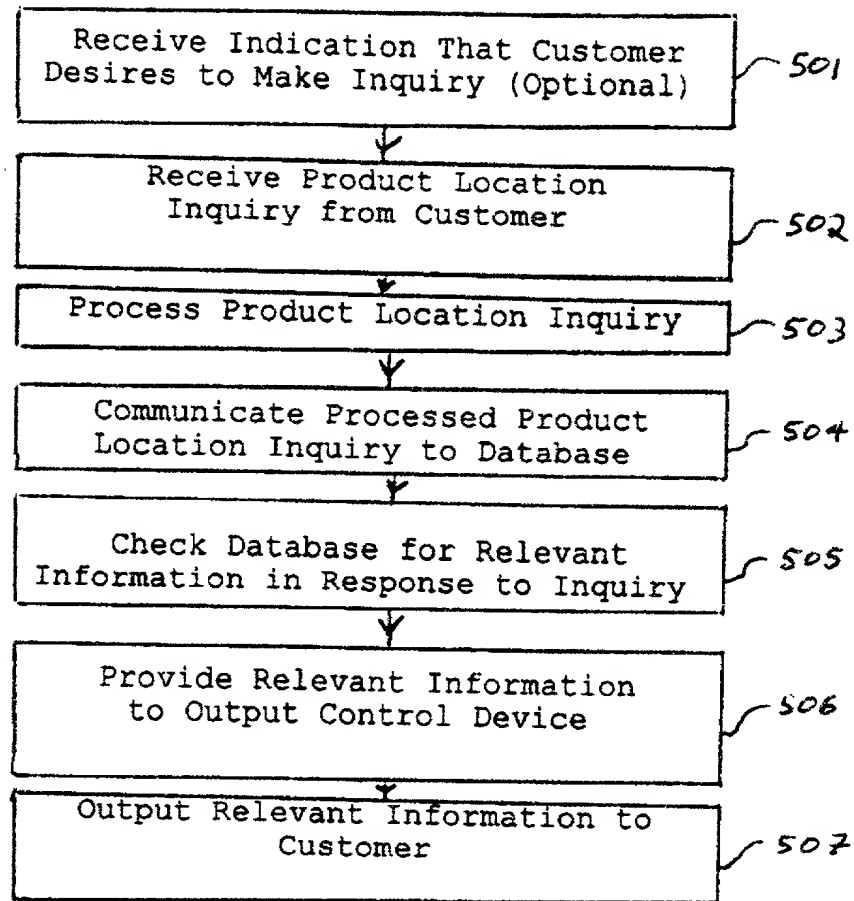 Receive Indication That Customer
Desires to Make Inquiry (Optional)
501
Receive Product Location
Inquiry from Customer
502
Process Product Location Inquiry
503
Communicate Processed Product
Location Inquiry to Database
504
Check Database for Relevant
Information in Response to Inquiry
505
Provide Relevant Information
to Output Control Device
506
Output Relevant Information to
Customer
507